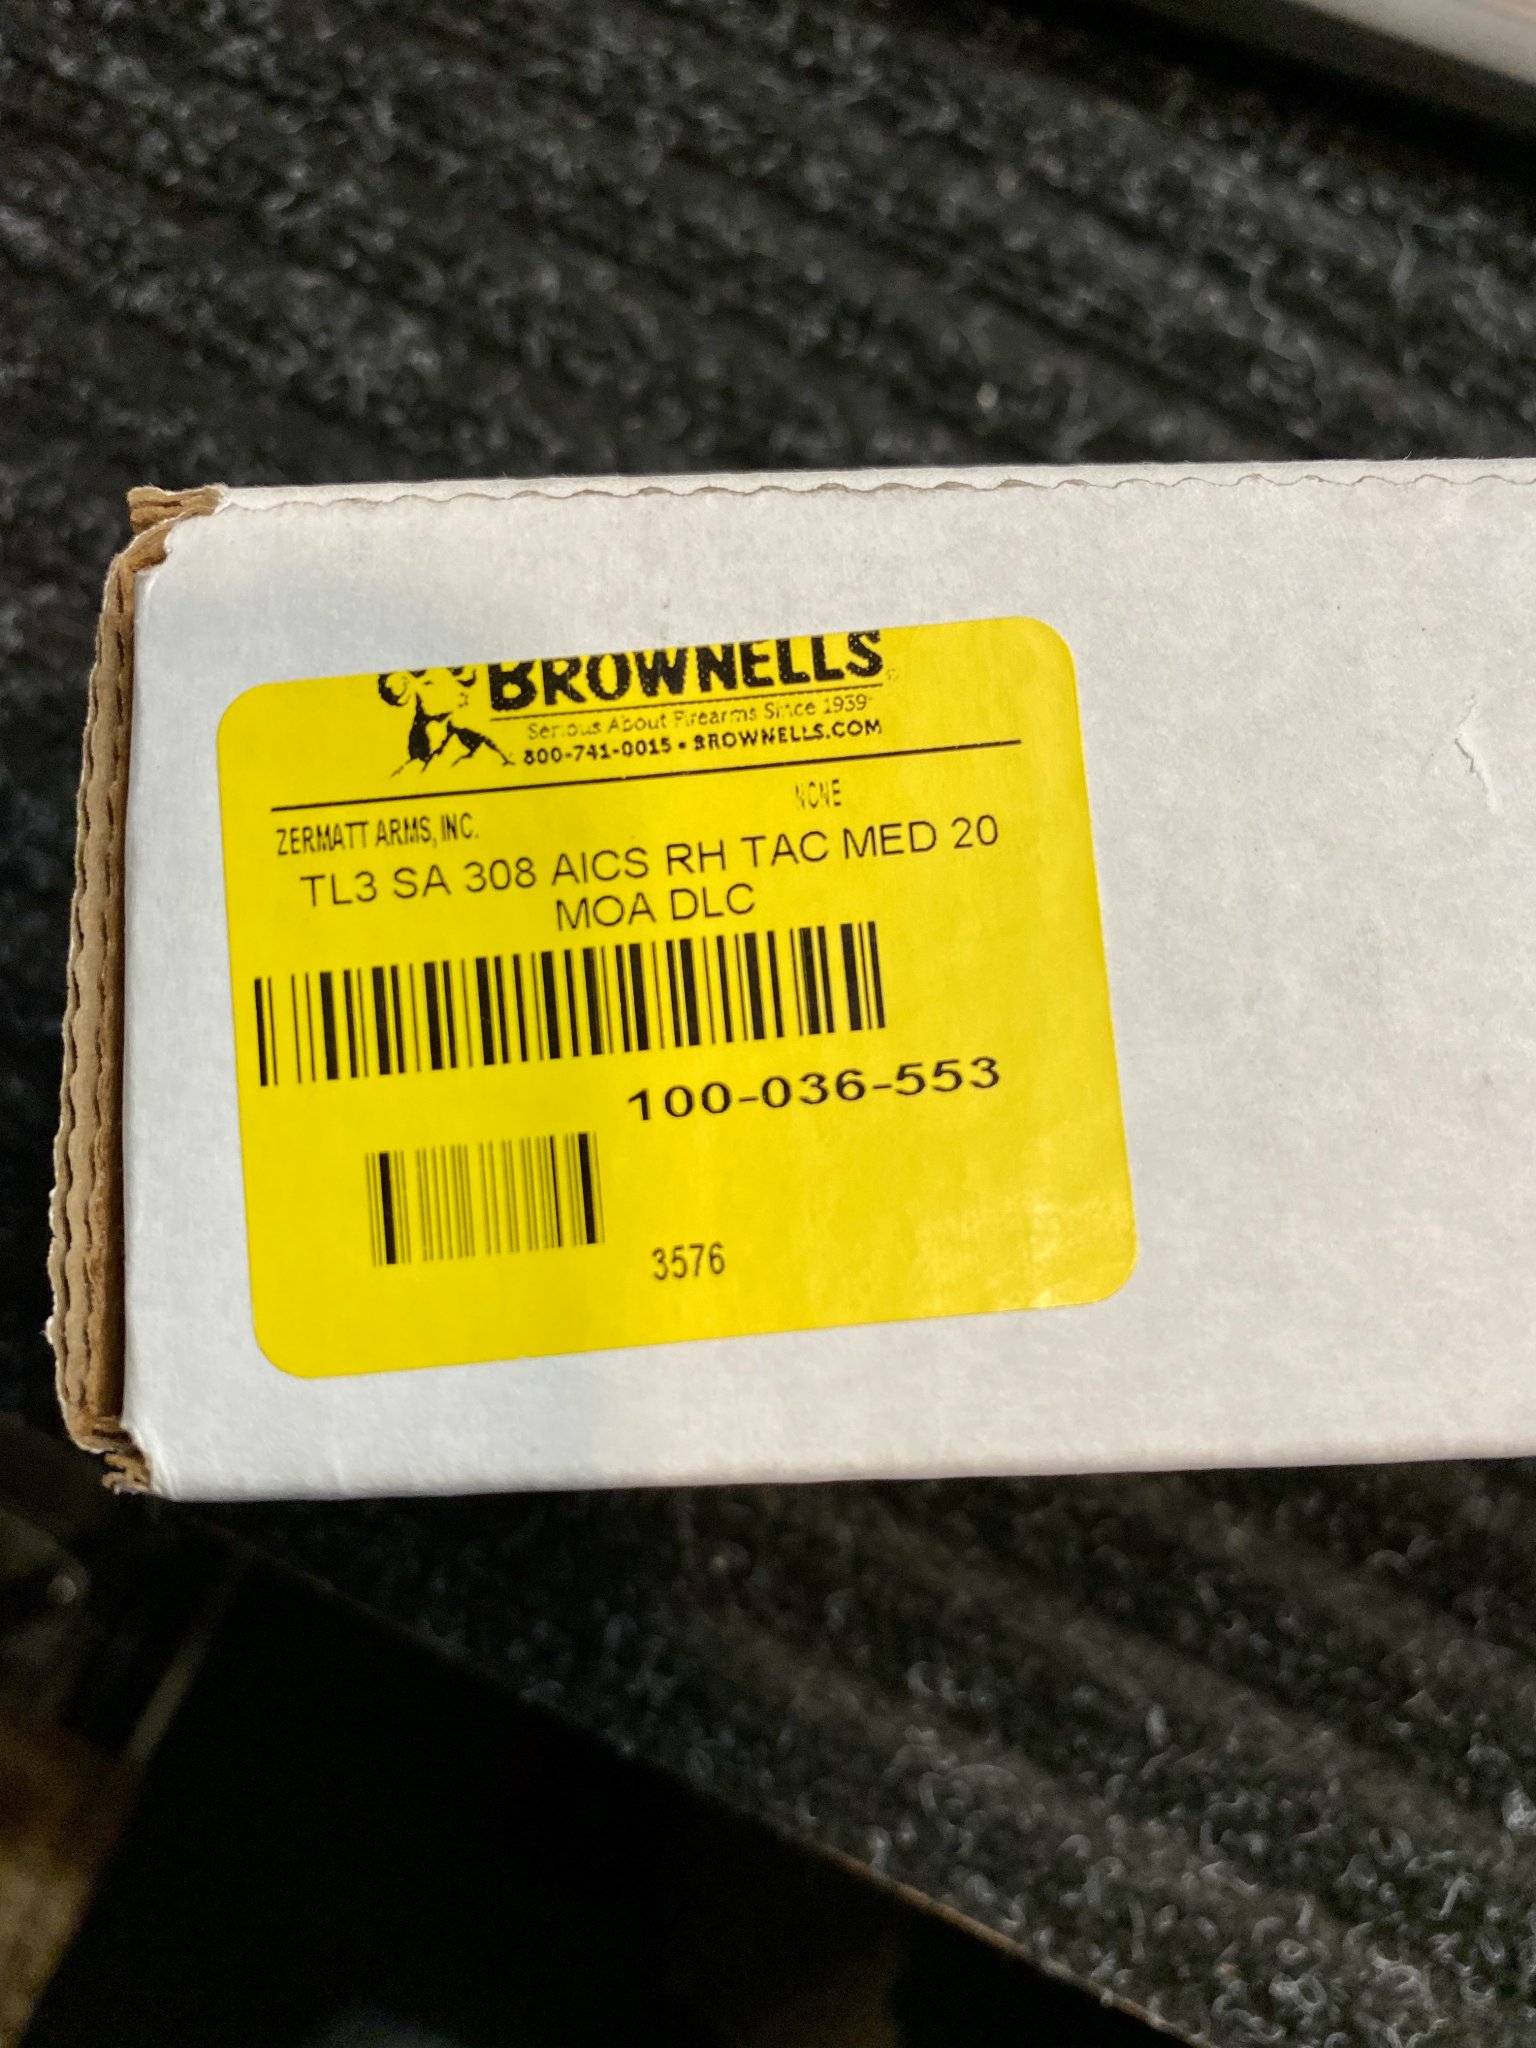 BROWNELLS
Serious About Firearms Since 1939
800-741-0015 • BROWNELLS.COM
NONE
ZERMATT ARMS, INC.
TL3 SA 308 AICS RH TAC MED 20
MOA DLC
100-036-553
3576